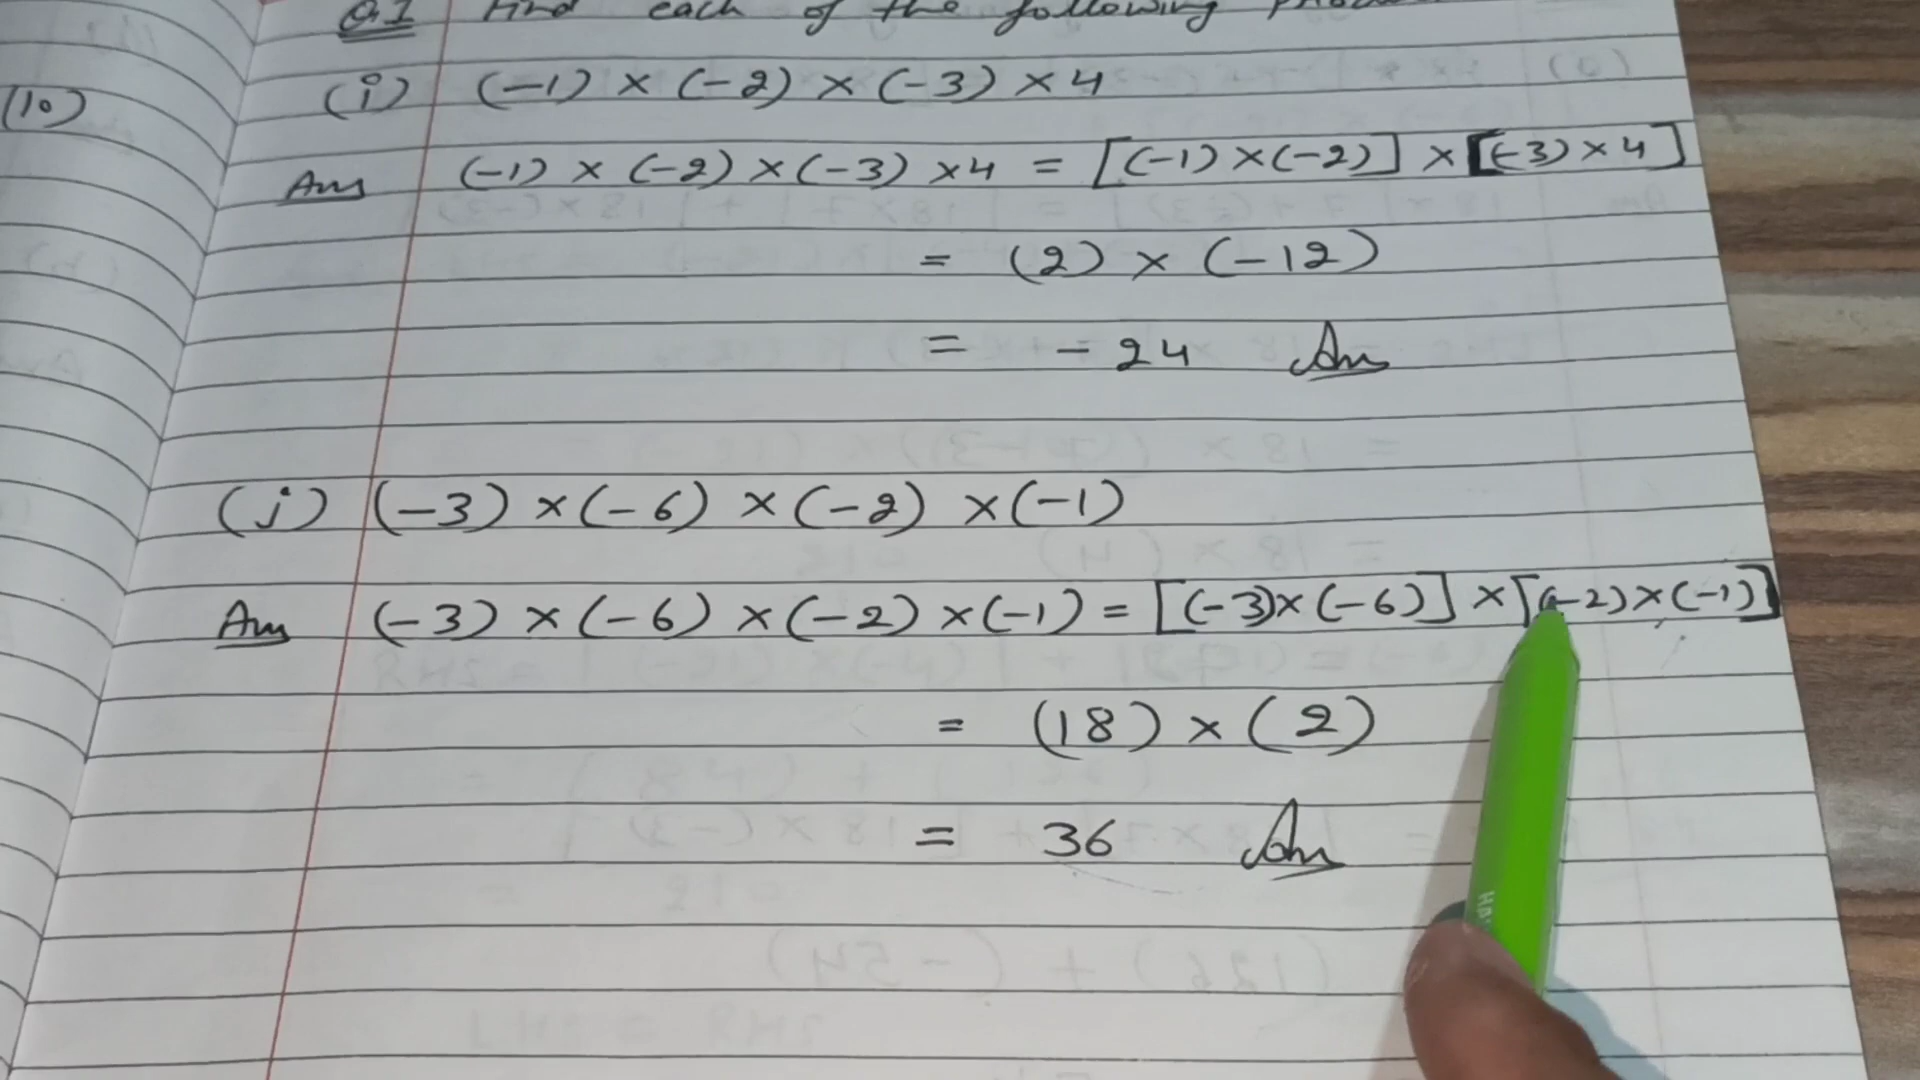 Q.1 Find each of the following
(i) (-1) × (-2) × (-3) × 4
(10)
Ans (-1) × (-2) × (-3) × 4 = [(-1) × (-2)] × [(-3) × 4]
= (2) × (-12)
= - 24 Ans
(j) (-3) × (-6) × (-2) × (-1)
Ans (-3) × (-6) × (-2) × (-1) = [(-3) × (-6)] × [(-2) × (-1)]
= (18) × (2)
= 36 Ans